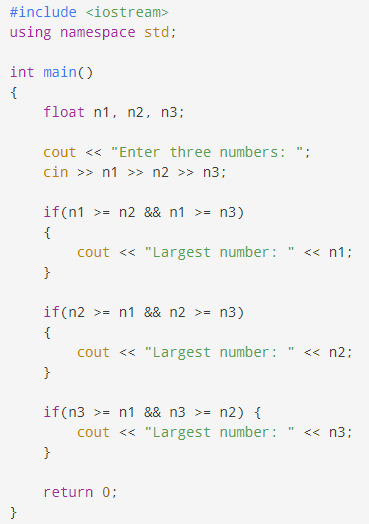 #include <iostream>
using namespace std;
int main()
{
float n1, n2, n3;
cout << "Enter three numbers: ";
cin >> n1 >> n2 >> n3;
if(n1 >= n2 && n1 >= n3)
{
cout << "Largest number: " << n1;
}
if(n2 >= n1 && n2 >= n3)
{
cout << "Largest number: " << n2;
}
if(n3 >= n1 && n3 >= n2) {
cout << "Largest number: " << n3;
}
return 0;
}